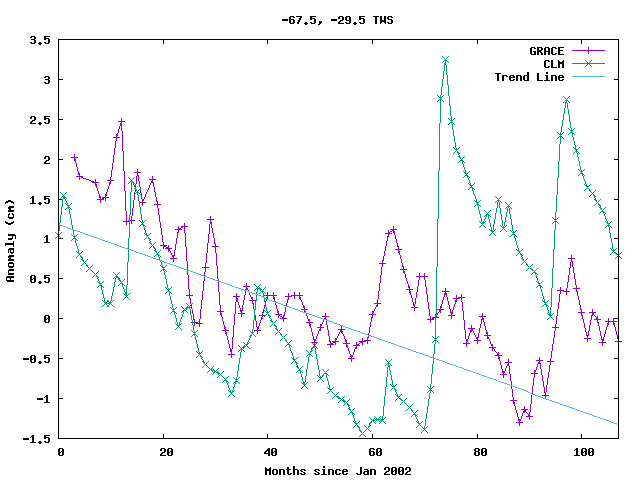 -67.5, -29.5 TWS
GRACE
CLM
Trend Line
3.5
3
2.5
2
1.5
1
0.5
0
-0.5
-1
-1.5
Anomaly (cm)
0 20 40 60 80 100
Months since Jan 2002